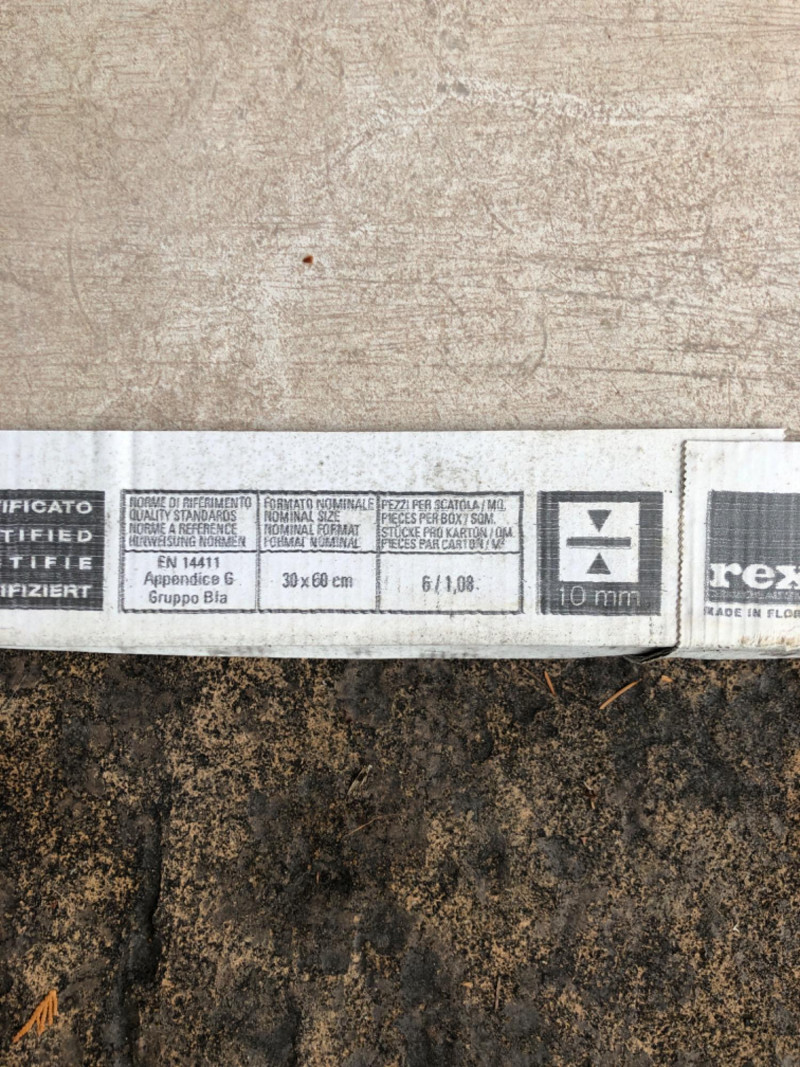 IFICATO
TIFIED
TIFIE
IFIZIERT
NORME DI RIFERIMENTO
QUALITY STANDARDS
NORME A REFERENCE
HINWEISUNG NORMEN
EN 14411
Appendice G
Gruppo BIa
FORMATO NOMINALE
NOMINAL SIZE
NOMINAL FORMAT
FORMAT NOMINAL
30 x 60 cm
PEZZI PER SCATOLA / MQ.
PIECES PER BOX / SQM.
STÜCKE PRO KARTON / QM.
PIECES PAR CARTON / M²
6 / 1,08
10 mm
rex
MADE IN FLOR